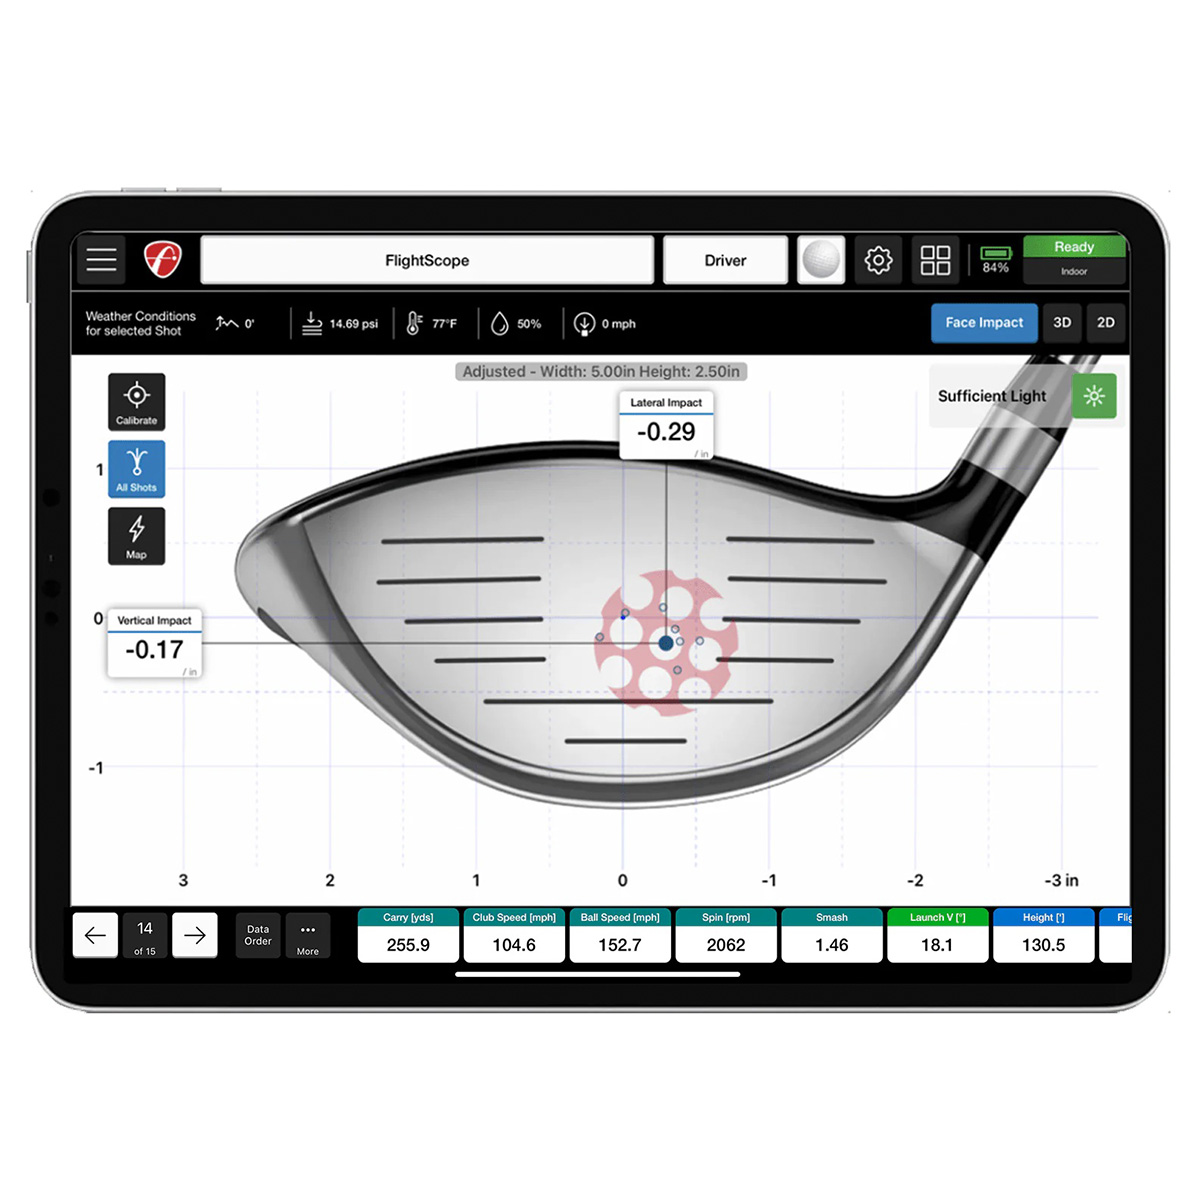 FlightScope
Driver
84%
Ready
Indoor
Weather Conditions
for selected Shot
0'
14.69 psi
77°F
50%
0 mph
Face Impact
3D
2D
Adjusted - Width: 5.00in Height: 2.50in
Sufficient Light
Calibrate
All Shots
Map
Lateral Impact
-0.29
/ in
1
0
-1
Vertical Impact
-0.17
/ in
3
2
1
0
-1
-2
-3 in
14
of 15
Data
Order
More
Carry [yds]
255.9
Club Speed [mph]
104.6
Ball Speed [mph]
152.7
Spin [rpm]
2062
Smash
1.46
Launch V [°]
18.1
Height [']
130.5
Flig